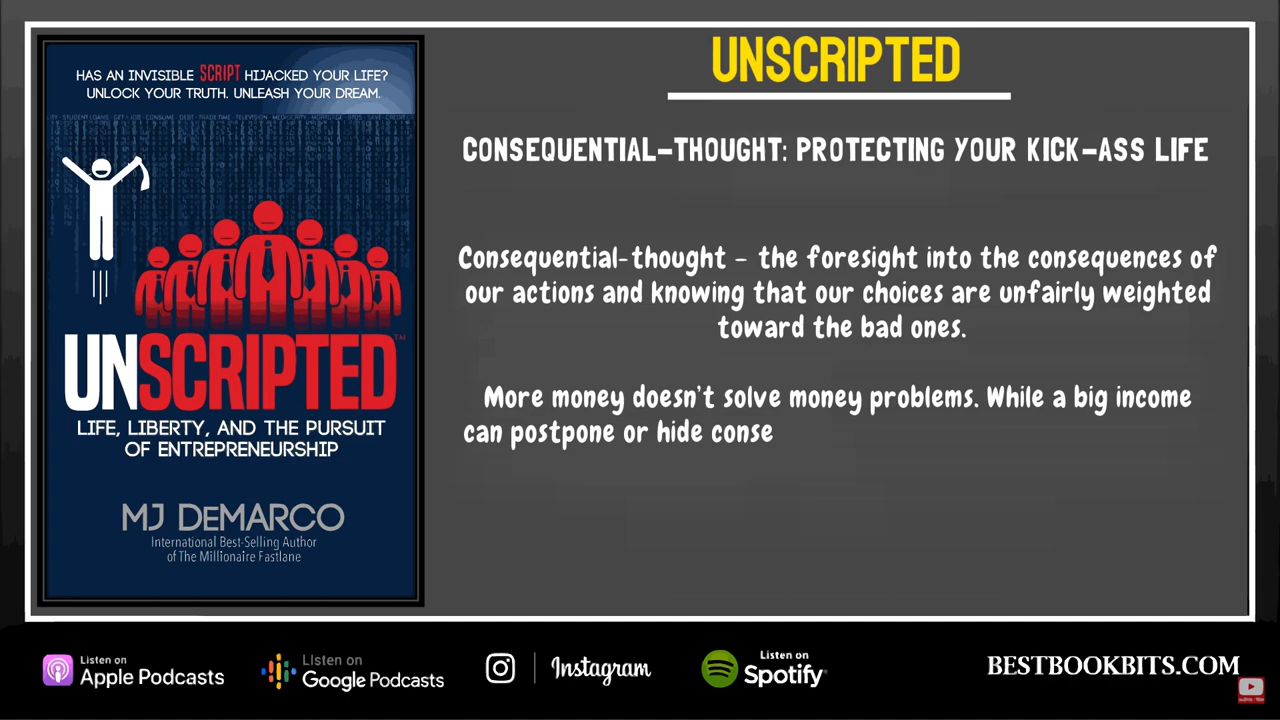 HAS AN INVISIBLE SCRIPT HIJACKED YOUR LIFE?
UNLOCK YOUR TRUTH. UNLEASH YOUR DREAM.
UNSCRIPTED™
LIFE, LIBERTY, AND THE PURSUIT
OF ENTREPRENEURSHIP
MJ DEMARCO
International Best-Selling Author
of The Millionaire Fastlane
UNSCRIPTED
CONSEQUENTIAL-THOUGHT: PROTECTING YOUR KICK-ASS LIFE
Consequential-thought – the foresight into the consequences of
our actions and knowing that our choices are unfairly weighted
toward the bad ones.
More money doesn't solve money problems. While a big income
can postpone or hide conse
Listen on
Apple Podcasts
Listen on
Google Podcasts
Instagram
Listen on
Spotify
BESTBOOKBITS.COM